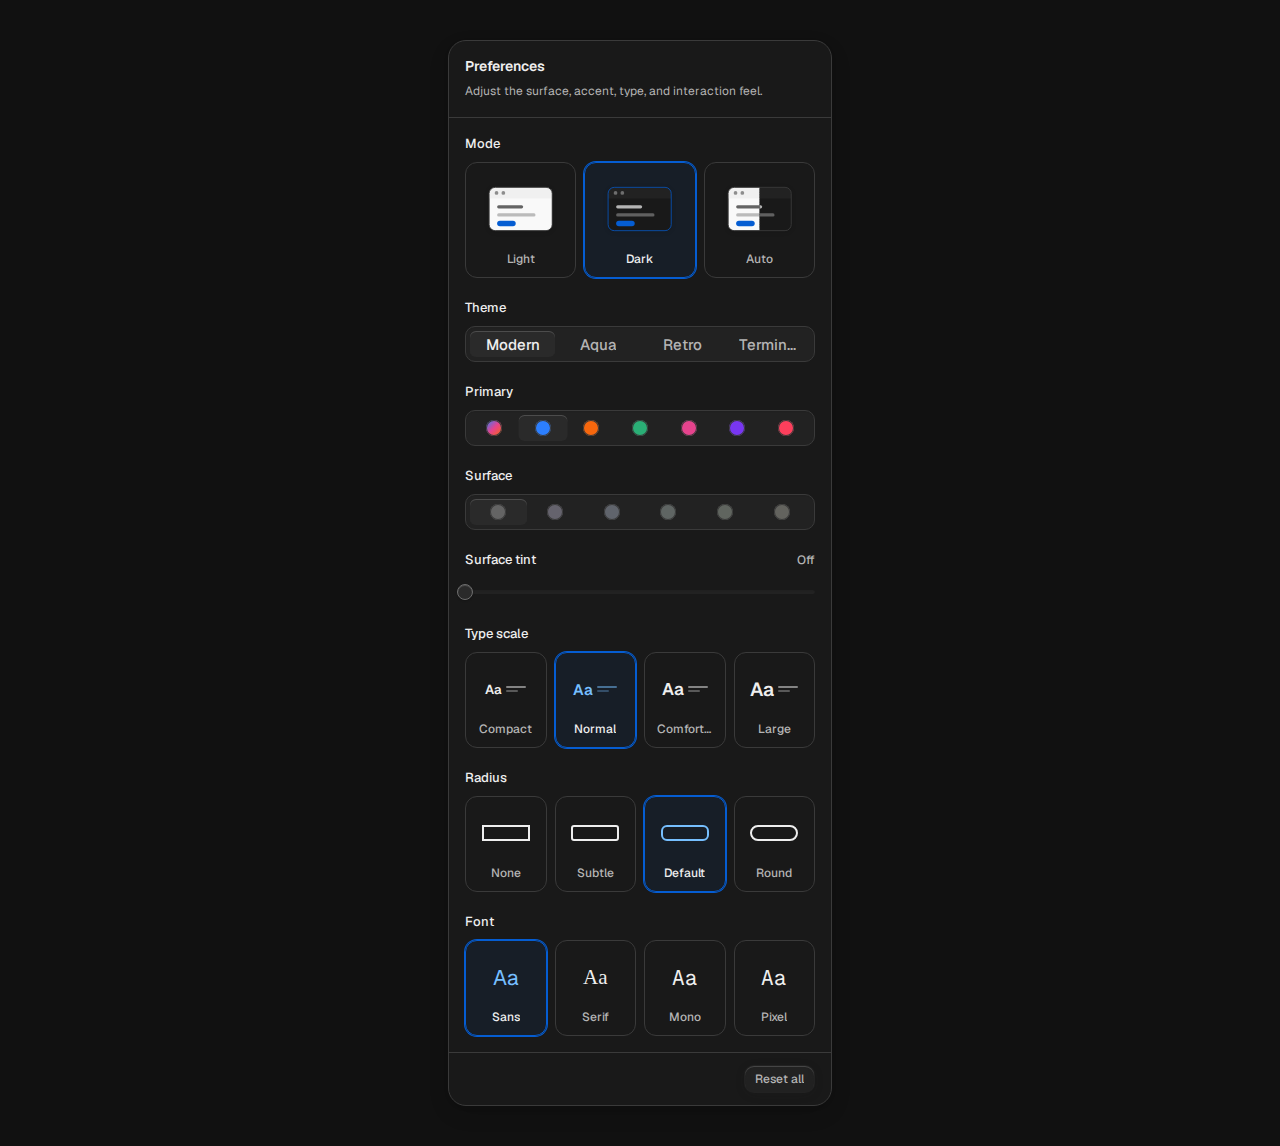 Preferences
Adjust the surface, accent, type, and interaction feel.
Mode
Light Dark Auto
Theme
Modern Aqua Retro Termin...
Primary
Surface
Surface tint Off
Type scale
Aa Aa Aa Aa
Compact Normal Comfort... Large
Radius
None Subtle Default Round
Font
Aa Aa Aa Aa
Sans Serif Mono Pixel
Reset all